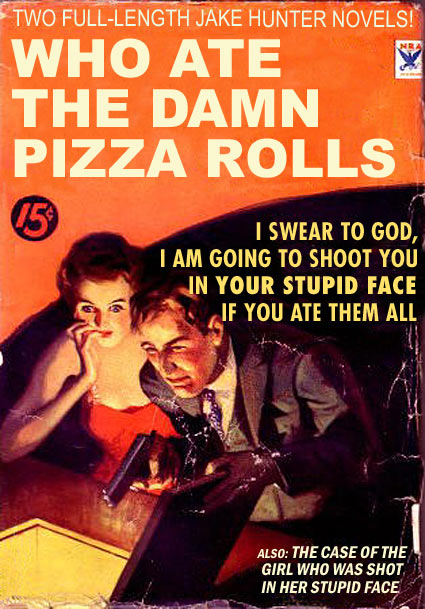 TWO FULL-LENGTH JAKE HUNTER NOVELS!
NRA
WHO ATE
THE DAMN
PIZZA ROLLS
15¢
I SWEAR TO GOD,
I AM GOING TO SHOOT YOU
IN YOUR STUPID FACE
IF YOU ATE THEM ALL
ALSO: THE CASE OF THE
GIRL WHO WAS SHOT
IN HER STUPID FACE